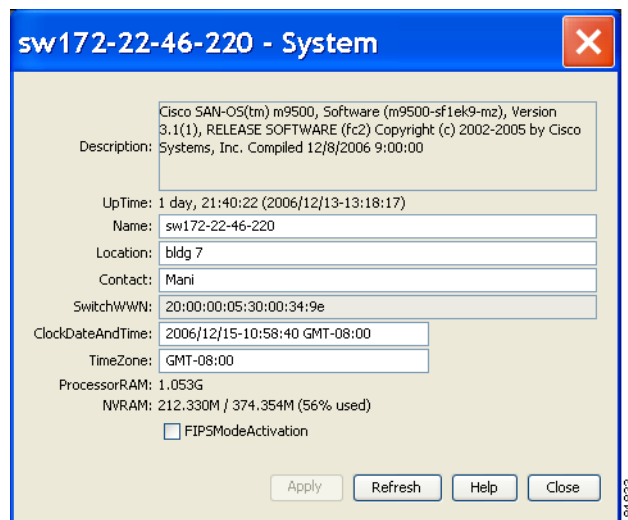 sw172-22-46-220 - System
Description: Cisco SAN-OS(tm) m9500, Software (m9500-sf1ek9-mz), Version
3.1(1), RELEASE SOFTWARE (fc2) Copyright (c) 2002-2005 by Cisco
Systems, Inc. Compiled 12/8/2006 9:00:00
UpTime: 1 day, 21:40:22 (2006/12/13-13:18:17)
Name: sw172-22-46-220
Location: bldg 7
Contact: Mani
SwitchWWN: 20:00:00:05:30:00:34:9e
ClockDateAndTime: 2006/12/15-10:58:40 GMT-08:00
TimeZone: GMT-08:00
ProcessorRAM: 1.053G
NVRAM: 212.330M / 374.354M (56% used)
FIPSModeActivation
Apply Refresh Help Close